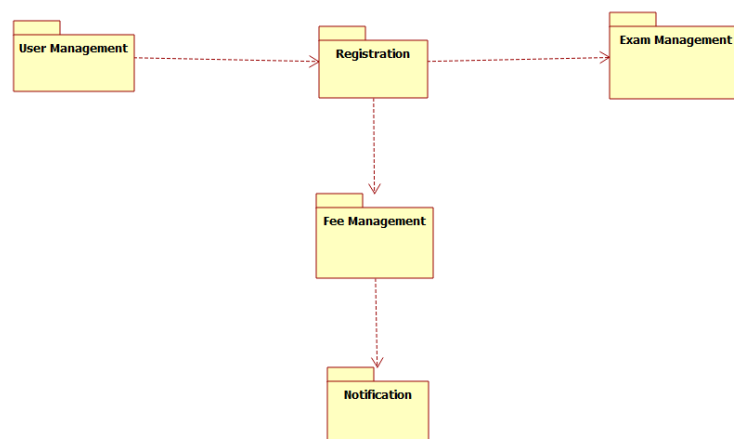 User Management
Registration
Exam Management
Fee Management
Notification